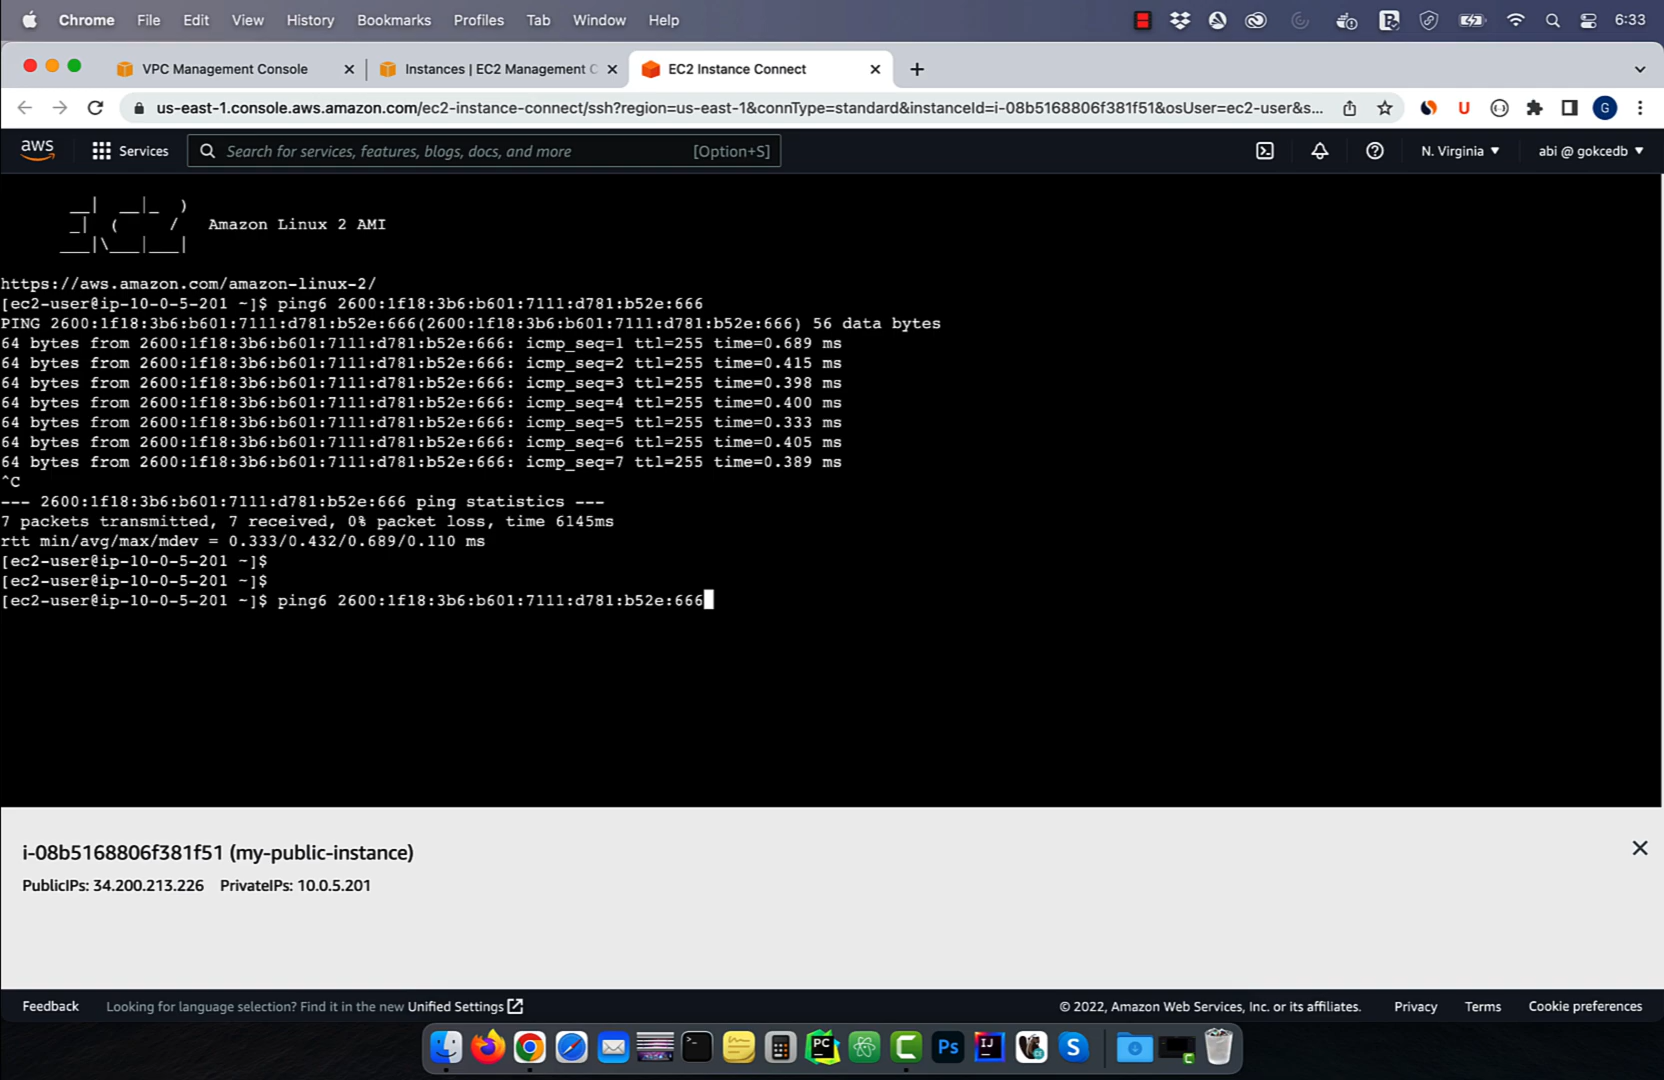 Chrome File Edit View History Bookmarks Profiles Tab Window Help 6:33
VPC Management Console
Instances | EC2 Management C
EC2 Instance Connect
us-east-1.console.aws.amazon.com/ec2-instance-connect/ssh?region=us-east-1&connType=standard&instanceId=i-08b5168806f381f51&osUser=ec2-user&s...
U
G
aws Services Search for services, features, blogs, docs, and more [Option+S] N. Virginia abi @ gokcedb
__| __|_ )
_| ( / Amazon Linux 2 AMI
___|\___|___|
https://aws.amazon.com/amazon-linux-2/
[ec2-user@ip-10-0-5-201 ~]$ ping6 2600:1f18:3b6:b601:7111:d781:b52e:666
PING 2600:1f18:3b6:b601:7111:d781:b52e:666(2600:1f18:3b6:b601:7111:d781:b52e:666) 56 data bytes
64 bytes from 2600:1f18:3b6:b601:7111:d781:b52e:666: icmp_seq=1 ttl=255 time=0.689 ms
64 bytes from 2600:1f18:3b6:b601:7111:d781:b52e:666: icmp_seq=2 ttl=255 time=0.415 ms
64 bytes from 2600:1f18:3b6:b601:7111:d781:b52e:666: icmp_seq=3 ttl=255 time=0.398 ms
64 bytes from 2600:1f18:3b6:b601:7111:d781:b52e:666: icmp_seq=4 ttl=255 time=0.400 ms
64 bytes from 2600:1f18:3b6:b601:7111:d781:b52e:666: icmp_seq=5 ttl=255 time=0.333 ms
64 bytes from 2600:1f18:3b6:b601:7111:d781:b52e:666: icmp_seq=6 ttl=255 time=0.405 ms
64 bytes from 2600:1f18:3b6:b601:7111:d781:b52e:666: icmp_seq=7 ttl=255 time=0.389 ms
^C
--- 2600:1f18:3b6:b601:7111:d781:b52e:666 ping statistics ---
7 packets transmitted, 7 received, 0% packet loss, time 6145ms
rtt min/avg/max/mdev = 0.333/0.432/0.689/0.110 ms
[ec2-user@ip-10-0-5-201 ~]$
[ec2-user@ip-10-0-5-201 ~]$
[ec2-user@ip-10-0-5-201 ~]$ ping6 2600:1f18:3b6:b601:7111:d781:b52e:666
i-08b5168806f381f51 (my-public-instance)
PublicIPs: 34.200.213.226 PrivateIPs: 10.0.5.201
Feedback Looking for language selection? Find it in the new Unified Settings © 2022, Amazon Web Services, Inc. or its affiliates. Privacy Terms Cookie preferences
PC Ps IJ S